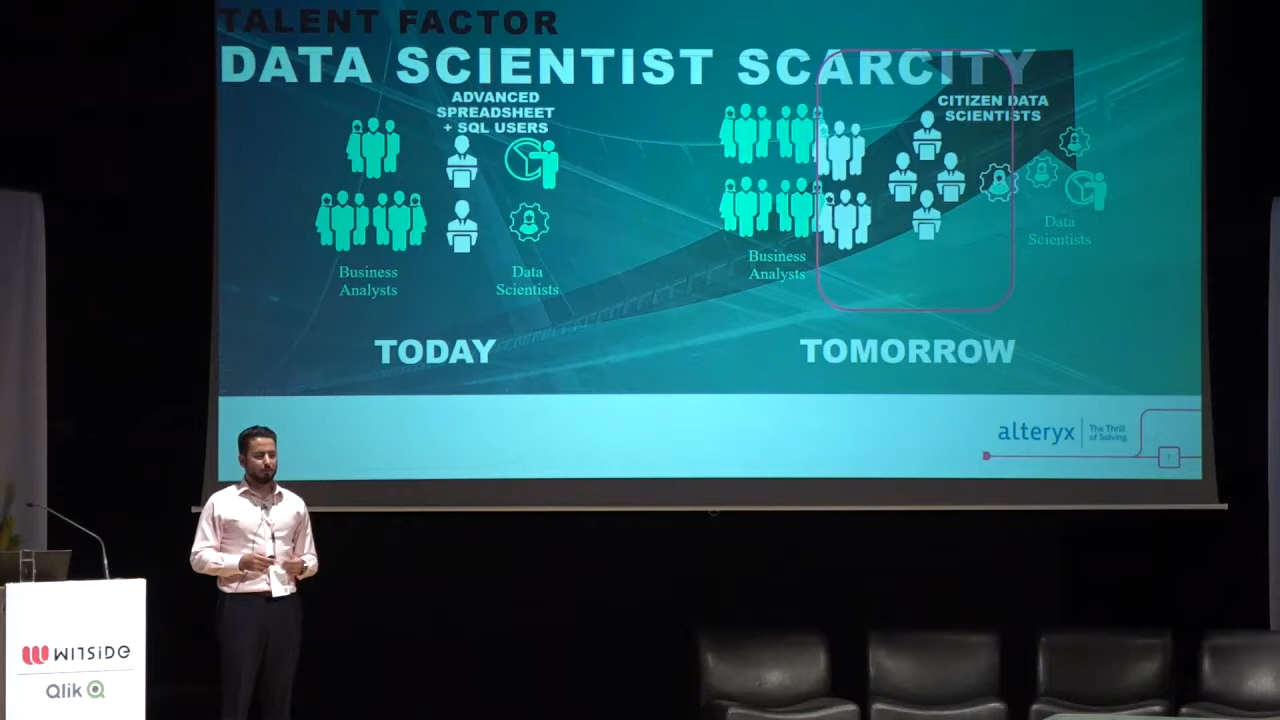 TALENT FACTOR
DATA SCIENTIST SCARCITY
ADVANCED
SPREADSHEET
+ SQL USERS
Business
Analysts
Data
Scientists
TODAY
CITIZEN DATA
SCIENTISTS
Business
Analysts
Data
Scientists
TOMORROW
alteryx
The Thrill
of Solving
WITSIDE
Qlik